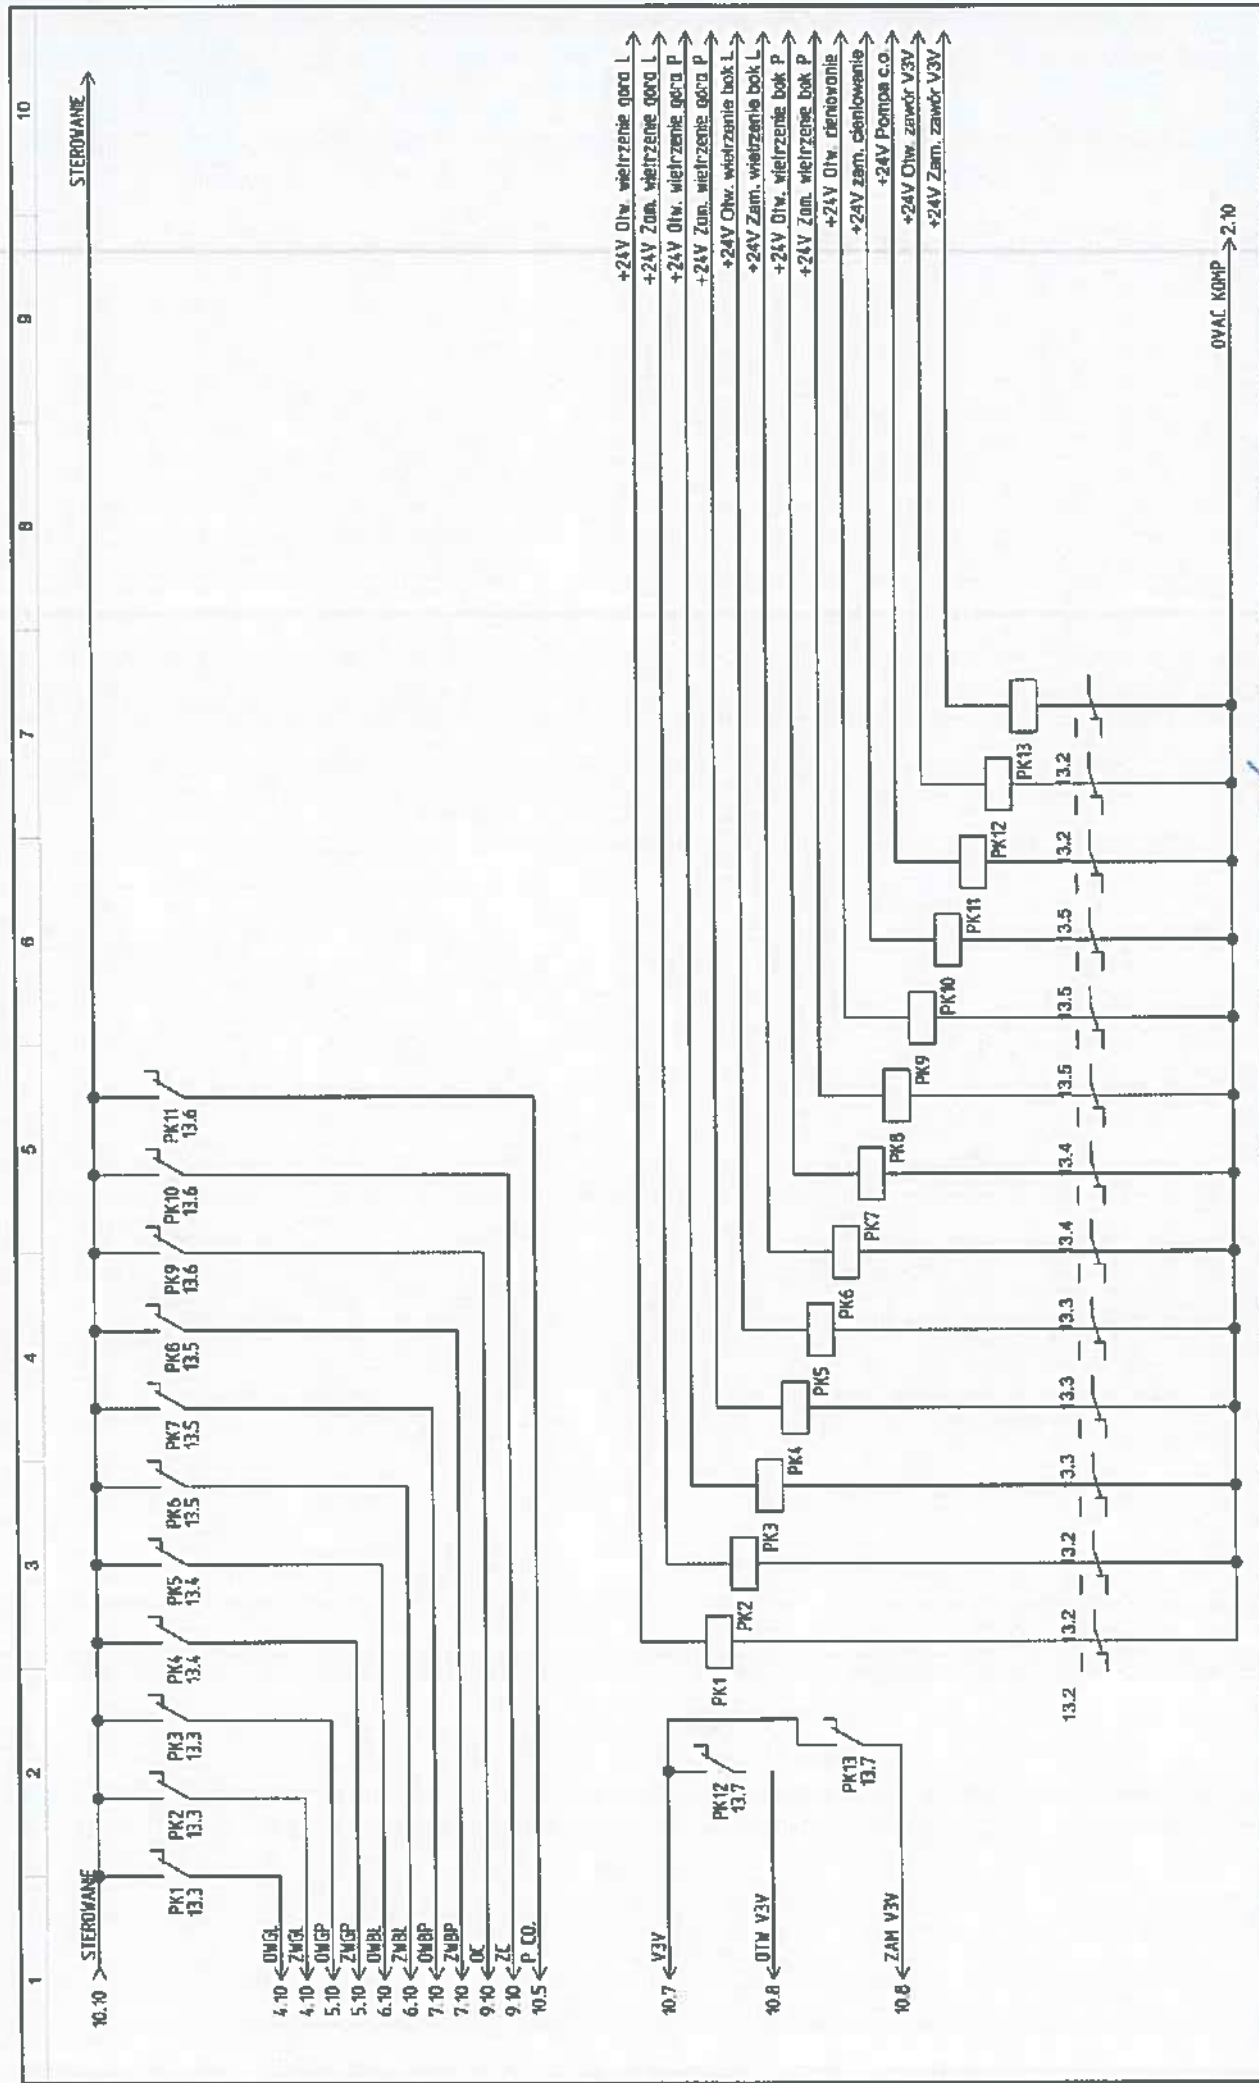 1 2 3 4 5 6 7 8 9 10
10.10 STEROWANIE
STEROWANIE
PK1
13.3
PK2
13.3
PK3
13.3
PK4
13.4
PK5
13.4
PK6
13.5
PK7
13.5
PK8
13.5
PK9
13.6
PK10
13.6
PK11
13.6
4.10 OWGL
4.10 ZWGL
5.10 OWGP
5.10 ZWGP
6.10 OWBL
6.10 ZWBL
7.10 OWBP
7.10 ZWBP
9.10 OC
9.10 ZC
10.5 P CO.
10.7 V3V
10.8 OTW V3V
10.8 ZAM V3V
PK12
13.7
PK13
13.7
+24V Otw. wietrzenie góra L
+24V Zam. wietrzenie góra L
+24V Otw. wietrzenie góra P
+24V Zam. wietrzenie góra P
+24V Otw. wietrzenie bok L
+24V Zam. wietrzenie bok L
+24V Otw. wietrzenie bok P
+24V Zam. wietrzenie bok P
+24V Otw. cieniowanie
+24V zam. cieniowanie
+24V Pompa c.o.
+24V Otw. zawór V3V
+24V Zam. zawór V3V
PK1
PK2
PK3
PK4
PK5
PK6
PK7
PK8
PK9
PK10
PK11
PK12
PK13
13.2
13.2
13.2
13.3
13.3
13.3
13.4
13.4
13.5
13.5
13.5
13.2
13.2
0VAC KOMP 2.10